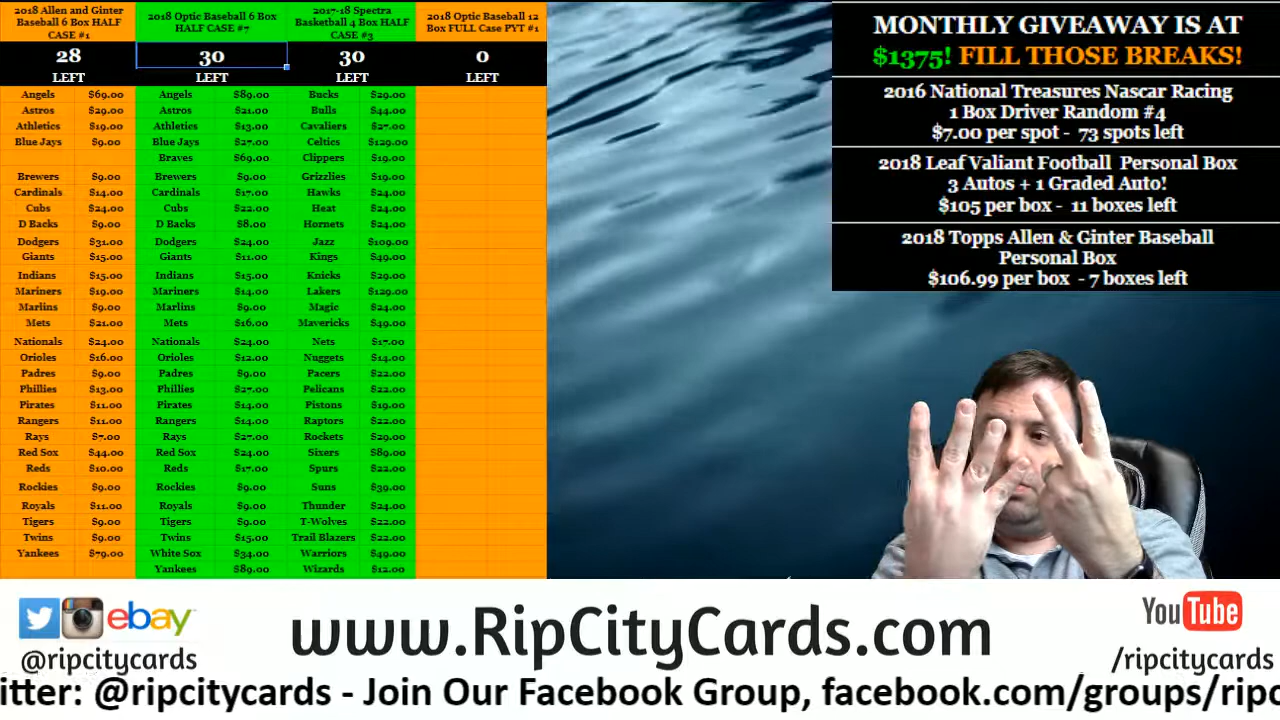 2018 Allen and Ginter
Baseball 6 Box HALF
CASE #1
28
LEFT
Angels $69.00
Astros $29.00
Athletics $19.00
Blue Jays $9.00
Brewers $9.00
Cardinals $14.00
Cubs $24.00
D Backs $9.00
Dodgers $31.00
Giants $15.00
Indians $15.00
Mariners $19.00
Marlins $9.00
Mets $21.00
Nationals $24.00
Orioles $16.00
Padres $9.00
Phillies $13.00
Pirates $11.00
Rangers $11.00
Rays $7.00
Red Sox $44.00
Reds $10.00
Rockies $9.00
Royals $11.00
Tigers $9.00
Twins $9.00
Yankees $79.00
2018 Optic Baseball 6 Box
HALF CASE #7
30
LEFT
Angels $89.00
Astros $21.00
Athletics $13.00
Blue Jays $27.00
Braves $69.00
Brewers $9.00
Cardinals $17.00
Cubs $22.00
D Backs $8.00
Dodgers $24.00
Giants $11.00
Indians $15.00
Mariners $14.00
Marlins $9.00
Mets $16.00
Nationals $24.00
Orioles $12.00
Padres $9.00
Phillies $27.00
Pirates $14.00
Rangers $14.00
Rays $27.00
Red Sox $24.00
Reds $17.00
Rockies $9.00
Royals $9.00
Tigers $9.00
Twins $15.00
White Sox $34.00
Yankees $89.00
2017-18 Spectra
Basketball 4 Box HALF
CASE #3
30
LEFT
Bucks $29.00
Bulls $44.00
Cavaliers $27.00
Celtics $129.00
Clippers $19.00
Grizzlies $19.00
Hawks $24.00
Heat $24.00
Hornets $24.00
Jazz $109.00
Kings $49.00
Knicks $29.00
Lakers $129.00
Magic $24.00
Mavericks $49.00
Nets $17.00
Nuggets $14.00
Pacers $22.00
Pelicans $22.00
Pistons $19.00
Raptors $22.00
Rockets $29.00
Sixers $89.00
Spurs $22.00
Suns $39.00
Thunder $24.00
T-Wolves $22.00
Trail Blazers $22.00
Warriors $49.00
Wizards $12.00
2018 Optic Baseball 12
Box FULL Case PYT #1
0
LEFT
MONTHLY GIVEAWAY IS AT
$1375! FILL THOSE BREAKS!
2016 National Treasures Nascar Racing
1 Box Driver Random #4
$7.00 per spot - 73 spots left
2018 Leaf Valiant Football Personal Box
3 Autos + 1 Graded Auto!
$105 per box - 11 boxes left
2018 Topps Allen & Ginter Baseball
Personal Box
$106.99 per box - 7 boxes left
ebay
@ripcitycards
www.RipCityCards.com
YouTube
/ripcitycards
itter: @ripcitycards - Join Our Facebook Group, facebook.com/groups/ripc